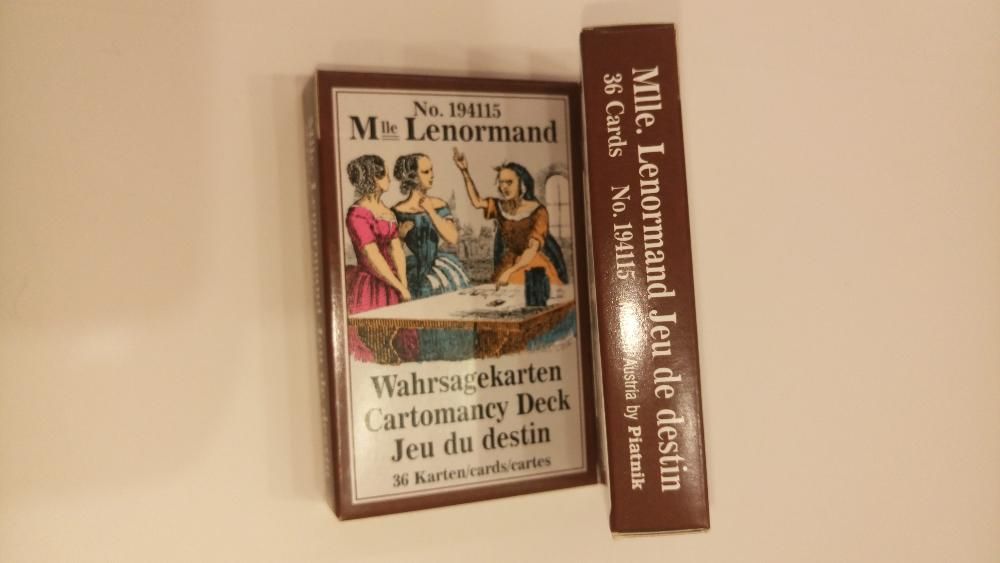 No. 194115
Mlle Lenormand
Wahrsagekarten
Cartomancy Deck
Jeu du destin
36 Karten/cards/cartes
Mlle. Lenormand Jeu de destin
36 Cards No. 194115 Austria by Piatnik